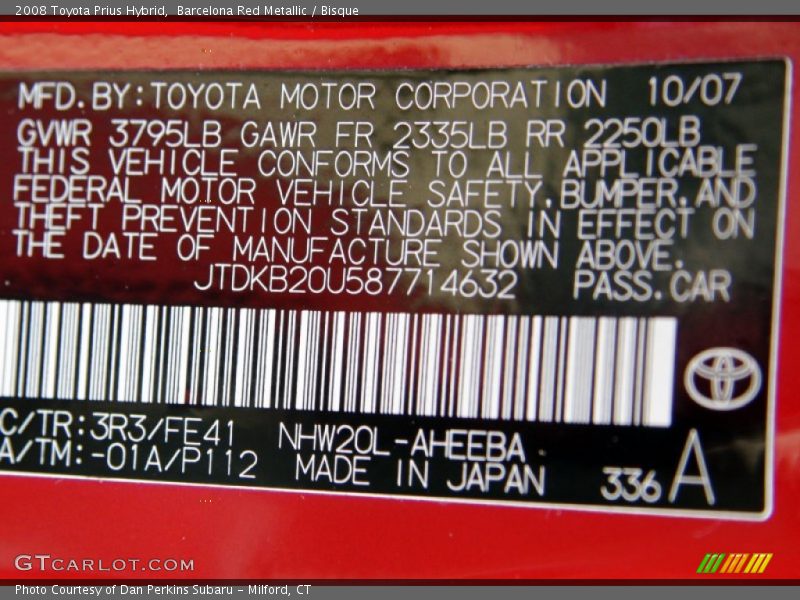 2008 Toyota Prius Hybrid,  Barcelona Red Metallic / Bisque
MFD.BY:TOYOTA MOTOR CORPORATION 10/07
GVWR 3795LB GAWR FR 2335LB RR 2250LB
THIS VEHICLE CONFORMS TO ALL APPLICABLE
FEDERAL MOTOR VEHICLE SAFETY,BUMPER,AND
THEFT PREVENTION STANDARDS IN EFFECT ON
THE DATE OF MANUFACTURE SHOWN ABOVE.
JTDKB20U587714632 PASS.CAR
C/TR:3R3/FE41 NHW20L-AHEEBA
A/TM:-01A/P112 MADE IN JAPAN 336 A
GTCARLOT.COM
Photo Courtesy of Dan Perkins Subaru - Milford, CT